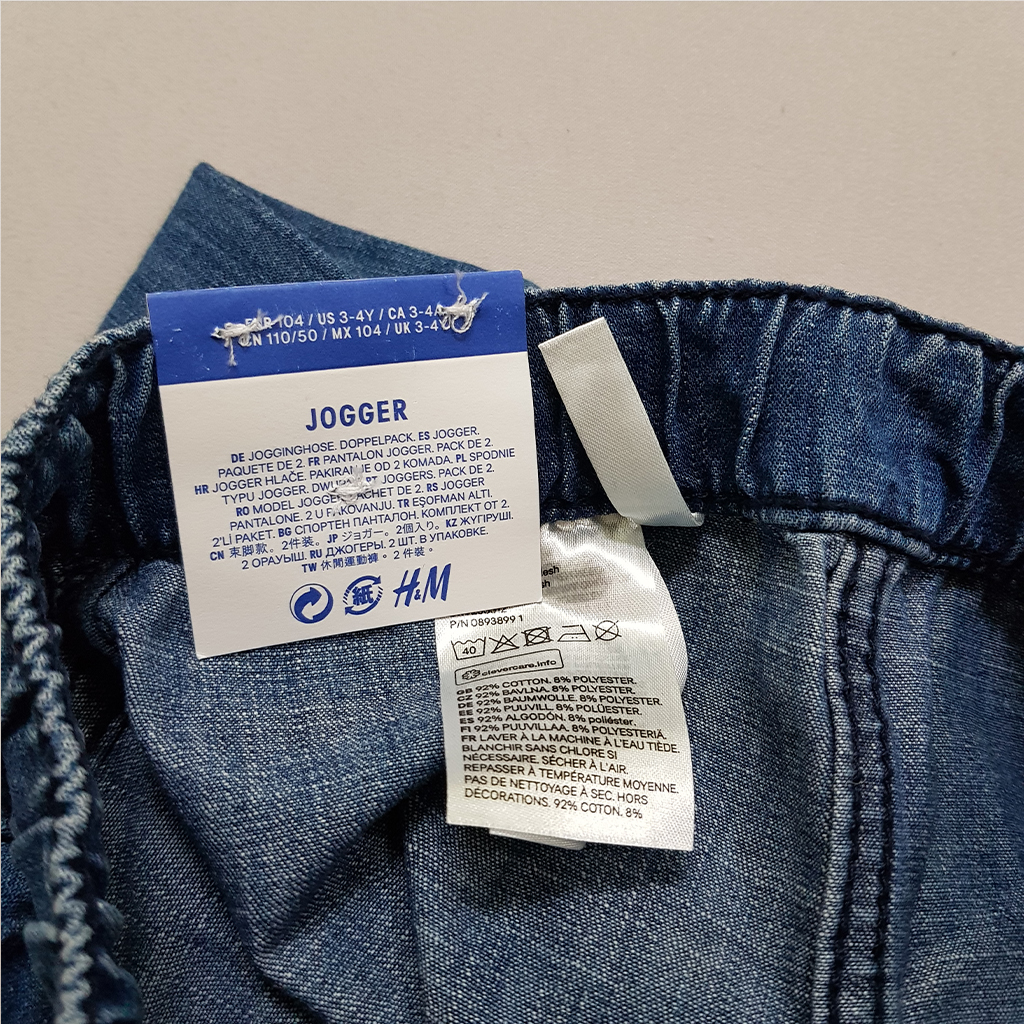 104 / US 3-4Y / CA 3-4
110/50 / MX 104 / UK 3-4Y
JOGGER
DE JOGGINGHOSE. DOPPELPACK. ES JOGGER.
PAQUETE DE 2. FR PANTALON JOGGER. PACK DE 2.
HR JOGGER HLAČE. PAKIRANJE OD 2 KOMADA. PL SPODNIE
TYPU JOGGER. PT JOGGERS. PACK DE 2.
RO MODEL JOGGER. PACHET DE 2. RS JOGGER
PANTALONE. 2 U PAKOVANJU. TR EŞOFMAN ALTI.
2'Lİ PAKET. BG СПОРТЕН ПАНТАЛОН. КОМПЛЕКТ ОТ 2.
CN 束脚款。2件装。JP ジョガー。2個入り。KZ ЖУГІРУШІ.
2 ОРАУЫШ. RU ДЖОГЕРЫ. 2 ШТ. В УПАКОВКЕ.
TW 休閒運動褲。2件裝。
紙 H&M
P/N 0893899 1
40
clevercare.info
GB 92% COTTON. 8% POLYESTER.
CZ 92% BAVLNA. 8% POLYESTER.
DE 92% BAUMWOLLE. 8% POLYESTER.
EE 92% PUUVILL. 8% POLÜESTER.
ES 92% ALGODÓN. 8% poliéster.
FI 92% PUUVILLAA. 8% POLYESTERIÄ.
FR LAVER À LA MACHINE À L'EAU TIÈDE.
BLANCHIR SANS CHLORE SI
NÉCESSAIRE. SÉCHER À L'AIR.
REPASSER À TEMPÉRATURE MOYENNE.
PAS DE NETTOYAGE À SEC. HORS
DÉCORATIONS. 92% COTON. 8%